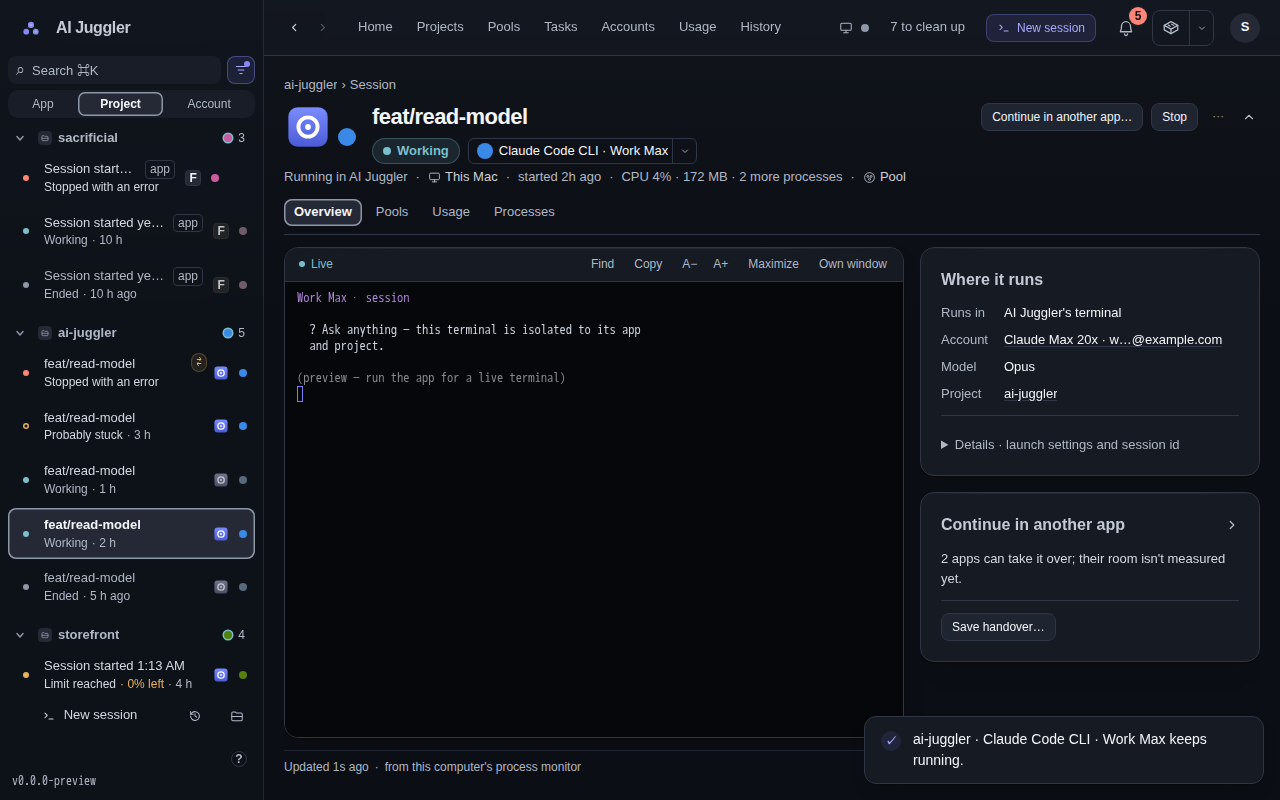 AI Juggler
Search ⌘K
App Project Account
sacrificial 3
Session start… app F
Stopped with an error
Session started ye… app F
Working · 10 h
Session started ye… app F
Ended · 10 h ago
ai-juggler 5
feat/read-model
Stopped with an error
feat/read-model
Probably stuck · 3 h
feat/read-model
Working · 1 h
feat/read-model
Working · 2 h
feat/read-model
Ended · 5 h ago
storefront 4
Session started 1:13 AM
Limit reached · 0% left · 4 h
New session
?
v0.0.0-preview
Home Projects Pools Tasks Accounts Usage History 7 to clean up New session 5 S
ai-juggler › Session
feat/read-model
Continue in another app… Stop ···
Working Claude Code CLI · Work Max
Running in AI Juggler · This Mac · started 2h ago · CPU 4% · 172 MB · 2 more processes · Pool
Overview Pools Usage Processes
Live Find Copy A− A+ Maximize Own window
Work Max · session
? Ask anything — this terminal is isolated to its app
and project.
(preview — run the app for a live terminal)
Where it runs
Runs in AI Juggler's terminal
Account Claude Max 20x · w…@example.com
Model Opus
Project ai-juggler
Details · launch settings and session id
Continue in another app
2 apps can take it over; their room isn't measured
yet.
Save handover…
Updated 1s ago · from this computer's process monitor
ai-juggler · Claude Code CLI · Work Max keeps
running.